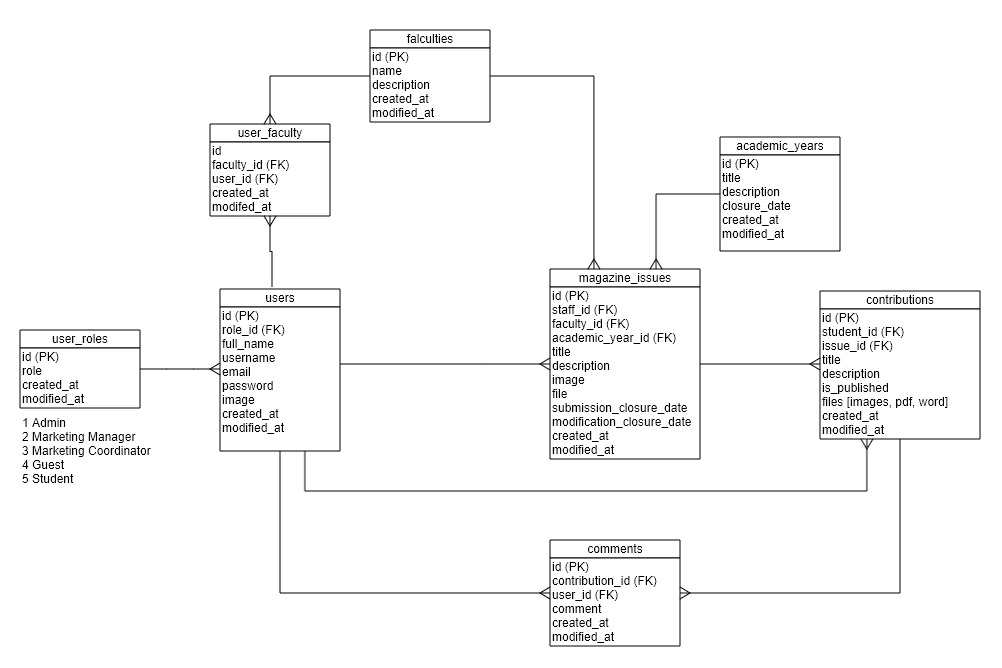 falculties
id (PK)
name
description
created_at
modified_at
user_faculty
id
faculty_id (FK)
user_id (FK)
created_at
modifed_at
academic_years
id (PK)
title
description
closure_date
created_at
modified_at
users
id (PK)
role_id (FK)
full_name
username
email
password
image
created_at
modified_at
magazine_issues
id (PK)
staff_id (FK)
faculty_id (FK)
academic_year_id (FK)
title
description
image
file
submission_closure_date
modification_closure_date
created_at
modified_at
contributions
id (PK)
student_id (FK)
issue_id (FK)
title
description
is_published
files [images, pdf, word]
created_at
modified_at
user_roles
id (PK)
role
created_at
modified_at
1 Admin
2 Marketing Manager
3 Marketing Coordinator
4 Guest
5 Student
comments
id (PK)
contribution_id (FK)
user_id (FK)
comment
created_at
modified_at